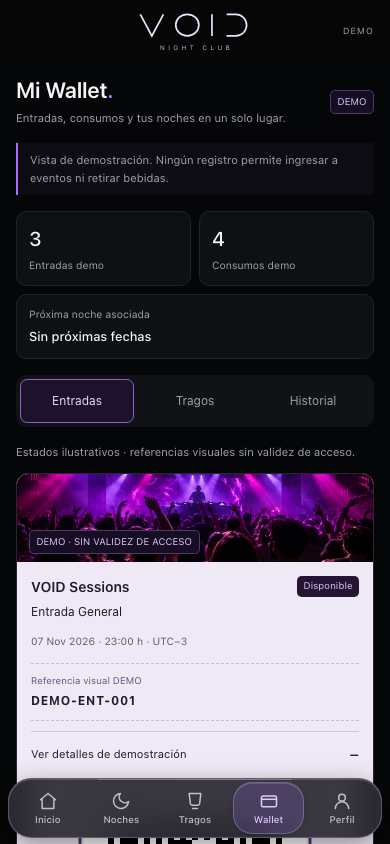 VOID
NIGHT CLUB
DEMO
Mi Wallet.
DEMO
Entradas, consumos y tus noches en un solo lugar.
Vista de demostración. Ningún registro permite ingresar a
eventos ni retirar bebidas.
3
Entradas demo
4
Consumos demo
Próxima noche asociada
Sin próximas fechas
Entradas
Tragos
Historial
Estados ilustrativos · referencias visuales sin validez de acceso.
DEMO · SIN VALIDEZ DE ACCESO
VOID Sessions
Disponible
Entrada General
07 Nov 2026 · 23:00 h · UTC−3
Referencia visual DEMO
DEMO-ENT-001
Ver detalles de demostración
–
Inicio
Noches
Tragos
Wallet
Perfil